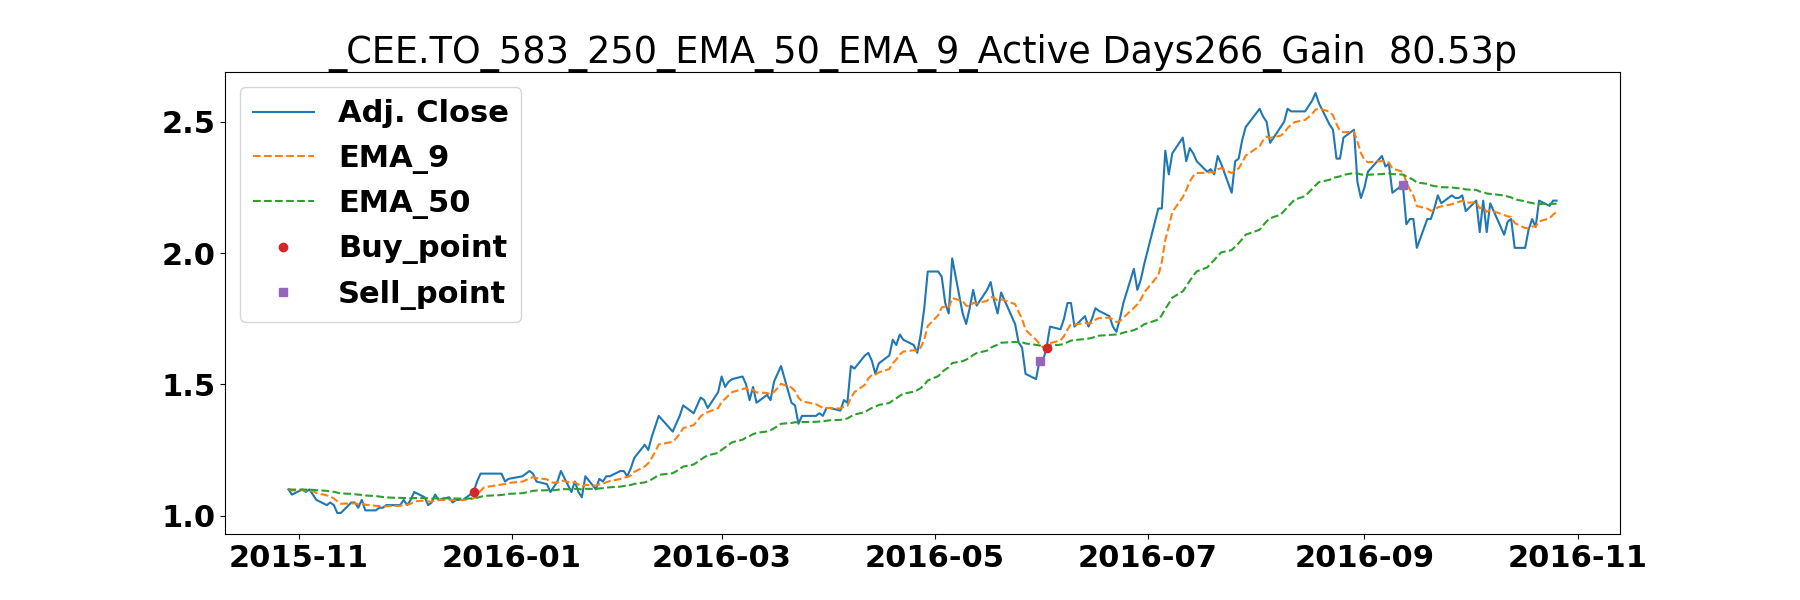 _CEE.TO_583_250_EMA_50_EMA_9_Active Days266_Gain  80.53p
Adj. Close
EMA_9
EMA_50
Buy_point
Sell_point
2.5
2.0
1.5
1.0
2015-11 2016-01 2016-03 2016-05 2016-07 2016-09 2016-11